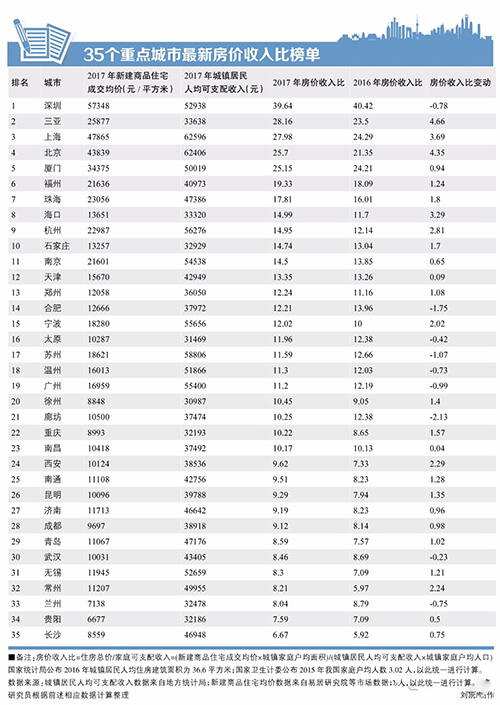 35个重点城市最新房价收入比榜单
排名 城市 2017年新建商品住宅成交均价(元/平方米) 2017年城镇居民人均可支配收入(元) 2017年房价收入比 2016年房价收入比 房价收入比变动
1 深圳 57348 52938 39.64 40.42 -0.78
2 三亚 25877 33638 28.16 23.5 4.66
3 上海 47865 62596 27.98 24.29 3.69
4 北京 43839 62406 25.7 21.35 4.35
5 厦门 34375 50019 25.15 24.21 0.94
6 福州 21636 40973 19.33 18.09 1.24
7 珠海 23056 47386 17.81 16.01 1.8
8 海口 13651 33320 14.99 11.7 3.29
9 杭州 22987 56276 14.95 12.14 2.81
10 石家庄 13257 32929 14.74 13.04 1.7
11 南京 21601 54538 14.5 13.85 0.65
12 天津 15670 42949 13.35 13.26 0.09
13 郑州 12058 36050 12.24 11.16 1.08
14 合肥 12666 37972 12.21 13.96 -1.75
15 宁波 18280 55656 12.02 10 2.02
16 太原 10287 31469 11.96 12.38 -0.42
17 苏州 18621 58806 11.59 12.66 -1.07
18 温州 16013 51866 11.3 12.03 -0.73
19 广州 16959 55400 11.2 12.19 -0.99
20 徐州 8848 30987 10.45 9.05 1.4
21 廊坊 10500 37474 10.25 12.38 -2.13
22 重庆 8993 32193 10.22 8.65 1.57
23 南昌 10418 37492 10.17 10.13 0.04
24 西安 10124 38536 9.62 7.33 2.29
25 南通 11108 42756 9.51 8.23 1.28
26 昆明 10096 39788 9.29 7.94 1.35
27 济南 11713 46642 9.19 8.23 0.96
28 成都 9697 38918 9.12 8.14 0.98
29 青岛 11067 47176 8.59 7.57 1.02
30 武汉 10031 43405 8.46 8.69 -0.23
31 无锡 11945 52659 8.3 7.09 1.21
32 常州 11207 49955 8.21 5.97 2.24
33 兰州 7138 32478 8.04 8.79 -0.75
34 贵阳 6677 32186 7.59 7.09 0.5
35 长沙 8559 46948 6.67 5.92 0.75
■备注:房价收入比=住房总价/家庭可支配收入=(新建商品住宅成交均价×城镇家庭户均面积)/(城镇居民人均可支配收入×城镇家庭户均人口)
国家统计局公布2016年城镇居民人均住房建筑面积为36.6平方米;国家卫生计委公布2015年我国家庭户均人数3.02人,以此统一进行计算。
数据来源:城镇居民人均可支配收入数据来自地方统计局;新建商品住宅均价数据来自易居研究院等市场数据;人,以此统一进行计算。
研究员根据前述相应数据计算整理